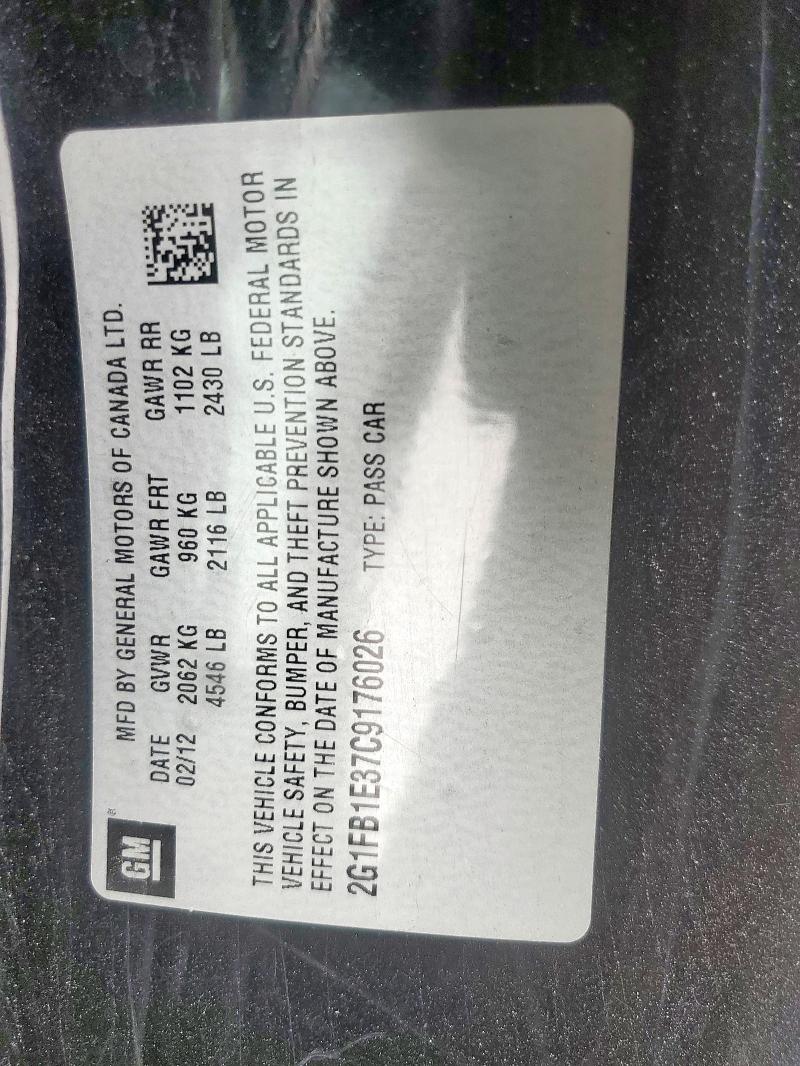 GM ®
MFD BY GENERAL MOTORS OF CANADA LTD.
DATE GVWR GAWR FRT GAWR RR
02/12 2062 KG 960 KG 1102 KG
4546 LB 2116 LB 2430 LB
THIS VEHICLE CONFORMS TO ALL APPLICABLE U.S. FEDERAL MOTOR
VEHICLE SAFETY, BUMPER, AND THEFT PREVENTION STANDARDS IN
EFFECT ON THE DATE OF MANUFACTURE SHOWN ABOVE.
2G1FB1E37C9176026 TYPE: PASS CAR